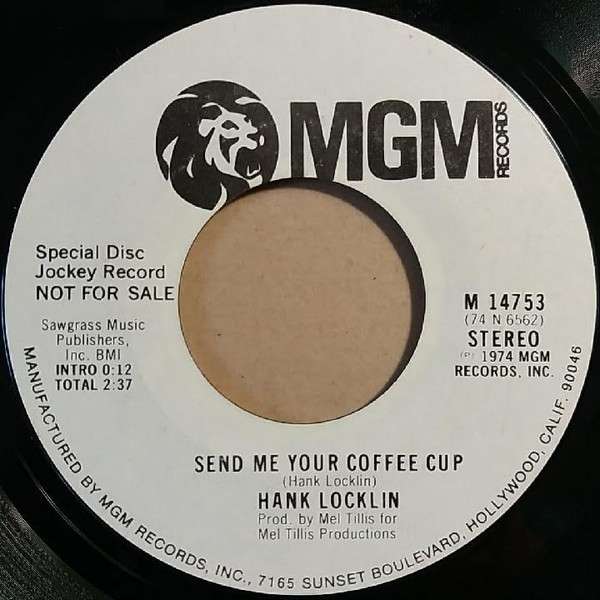 MGM
RECORDS
Special Disc
Jockey Record
NOT FOR SALE
Sawgrass Music
Publishers,
Inc. BMI
INTRO 0:12
TOTAL 2:37
M 14753
(74 N 6562)
STEREO
(P) 1974 MGM
RECORDS, INC.
SEND ME YOUR COFFEE CUP
(Hank Locklin)
HANK LOCKLIN
Prod. by Mel Tillis for
Mel Tillis Productions
MANUFACTURED BY MGM RECORDS, INC., 7165 SUNSET BOULEVARD, HOLLYWOOD, CALIF. 90046